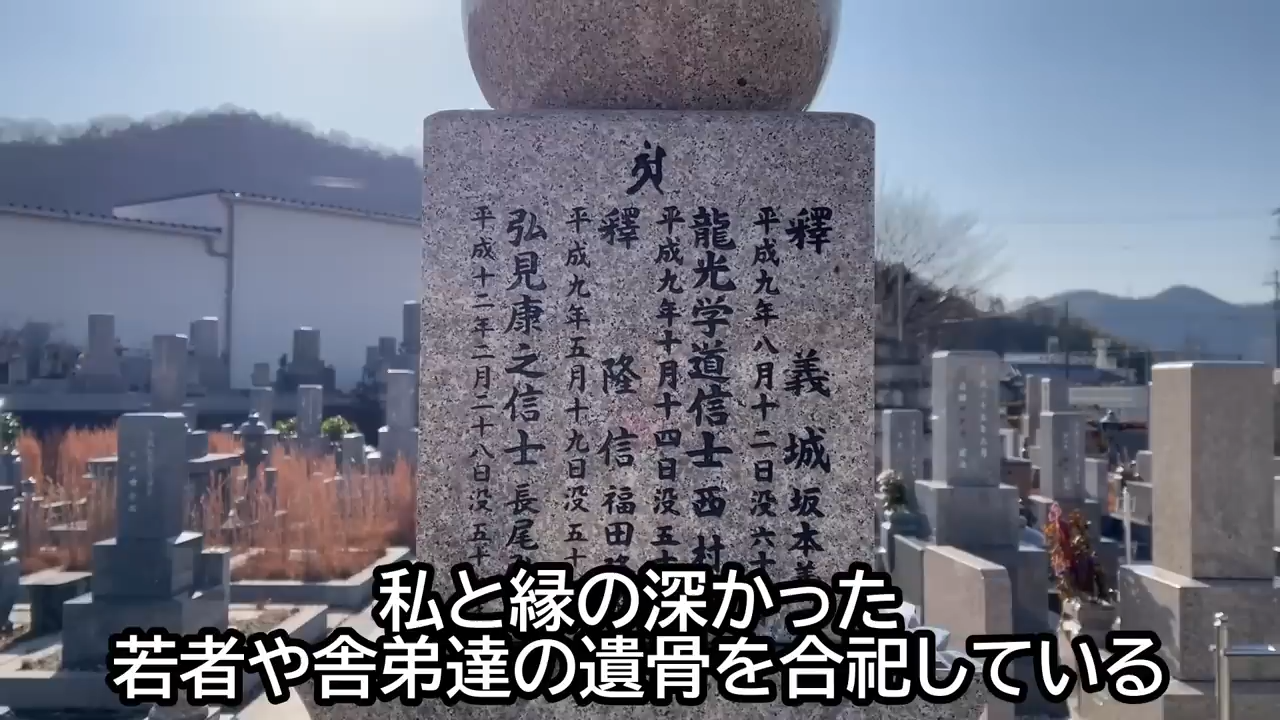 釋 義城 坂本義
平成九年八月十二日没 六十
龍光学道信士 西村
平成九年十月十四日没 五十
釋 隆信 福田
平成九年五月十九日没 五十
弘見康之信士 長尾
平成十二年二月二十八日没 五十
私と縁の深かった
若者や舎弟達の遺骨を合祀している